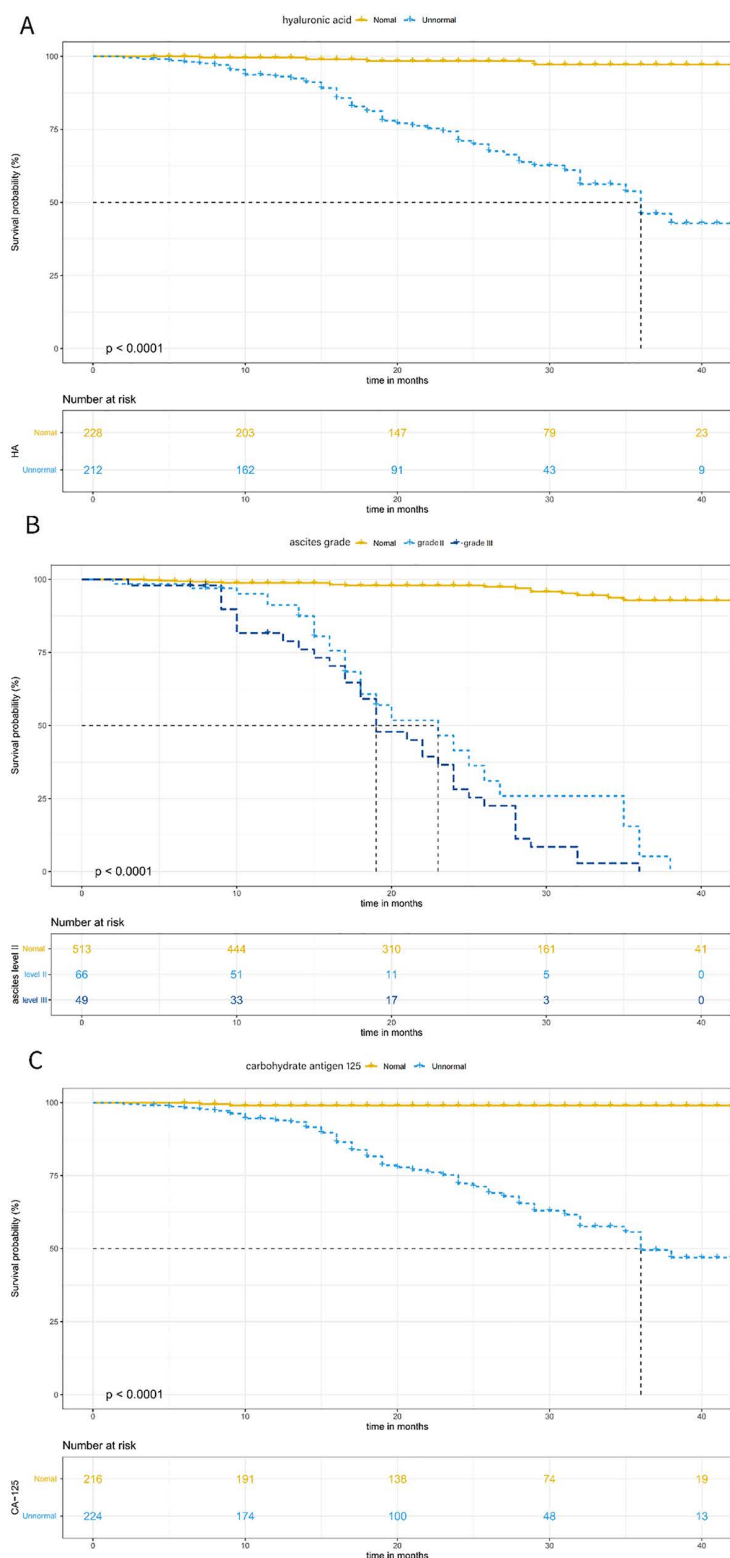 A
hyaluronic acid Nomal Unnormal
100
75
50
25
0
Survival probability (%)
p < 0.0001
0 10 20 30 40
time in months
Number at risk
HA
Nomal 228 203 147 79 23
Unnormal 212 162 91 43 9
0 10 20 30 40
time in months
B
ascites grade Nomal grade II grade III
100
75
50
25
0
Survival probability (%)
p < 0.0001
0 10 20 30 40
time in months
Number at risk
ascites level II
Nomal 513 444 310 161 41
level II 66 51 11 5 0
level III 49 33 17 3 0
0 10 20 30 40
time in months
C
carbohydrate antigen 125 Nomal Unnormal
100
75
50
25
0
Survival probability (%)
p < 0.0001
0 10 20 30 40
time in months
Number at risk
CA-125
Nomal 216 191 138 74 19
Unnormal 224 174 100 48 13
0 10 20 30 40
time in months